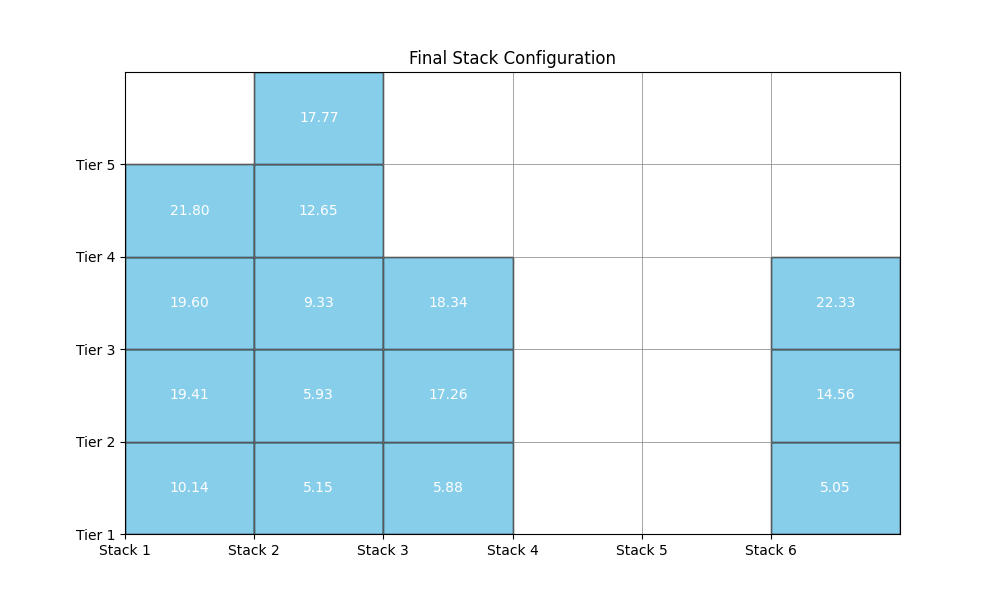 Final Stack Configuration
17.77
Tier 5
21.80 12.65
Tier 4
19.60 9.33 18.34 22.33
Tier 3
19.41 5.93 17.26 14.56
Tier 2
10.14 5.15 5.88 5.05
Tier 1
Stack 1 Stack 2 Stack 3 Stack 4 Stack 5 Stack 6